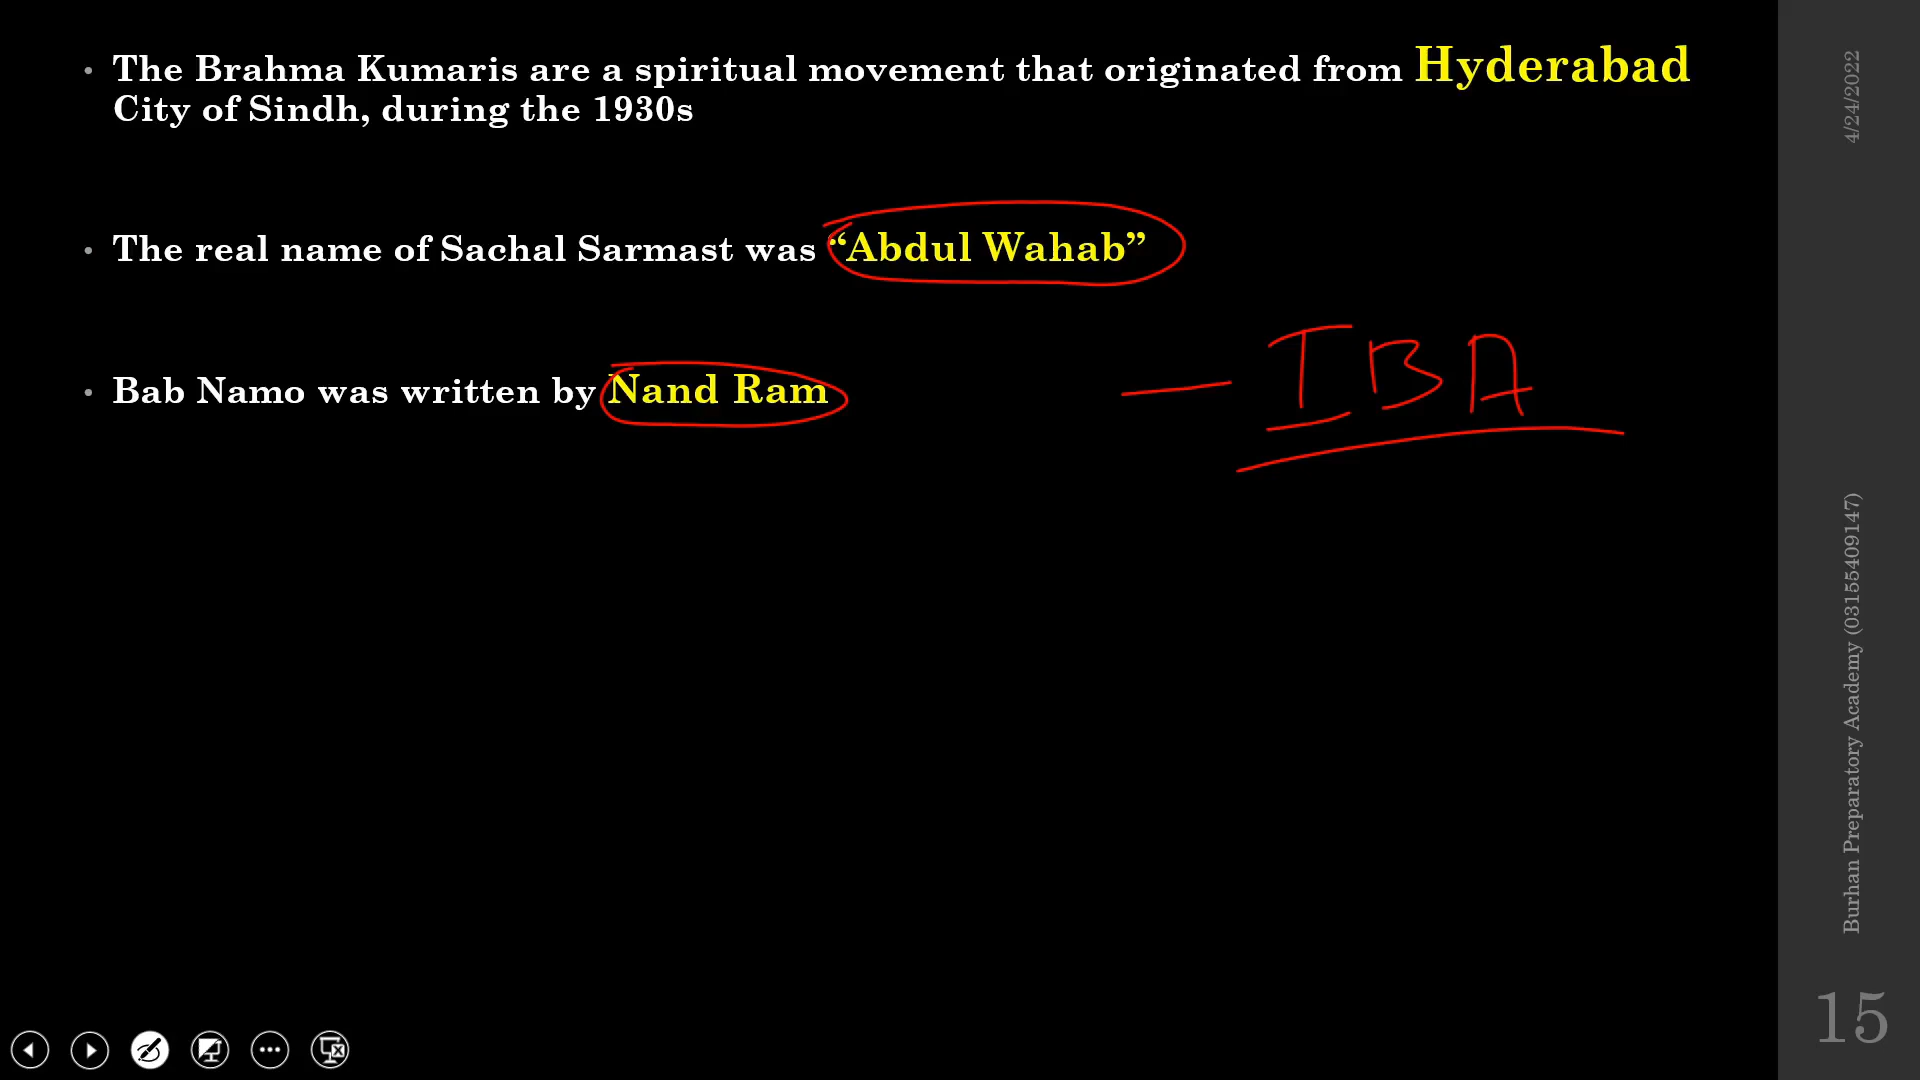 • The Brahma Kumaris are a spiritual movement that originated from Hyderabad
City of Sindh, during the 1930s
• The real name of Sachal Sarmast was “Abdul Wahab”
• Bab Namo was written by Nand Ram
— IBA
4/24/2022
Burhan Preparatory Academy (03155409147)
15